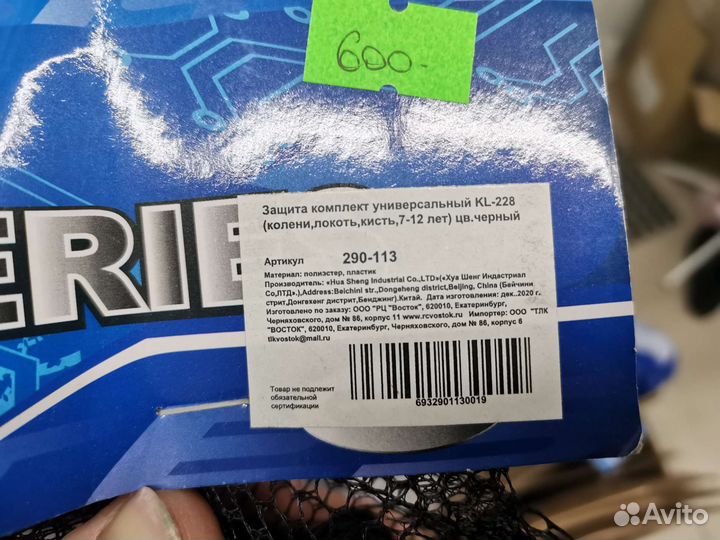 600-
ERIES
Защита комплект универсальный KL-228
(колени,локоть,кисть,7-12 лет) цв.черный
Артикул 290-113
Материал: полиэстер, пластик
Производитель: «Hua Sheng Industrial Co.,LTD»(«Хуа Шенг Индастриал
Co,ЛТД».),Address:Beichini str.,Dongsheng district,Beijing, China (Бейчини
стрит,Донгхенг дистрит,Бенджинг).Китай. Дата изготовления: дек..2020 г.
Изготовлено по заказу: ООО "РЦ "Восток", 620010, Екатеринбург,
Черняховского, дом № 86, корпус 11 www.rcvostok.ru Импортер: ООО "ТЛК
"ВОСТОК", 620010, Екатеринбург, Черняховского, дом № 86, корпус 6
tlkvostok@mail.ru
Товар не подлежит
обязательной
сертификации
6932901130019
Avito